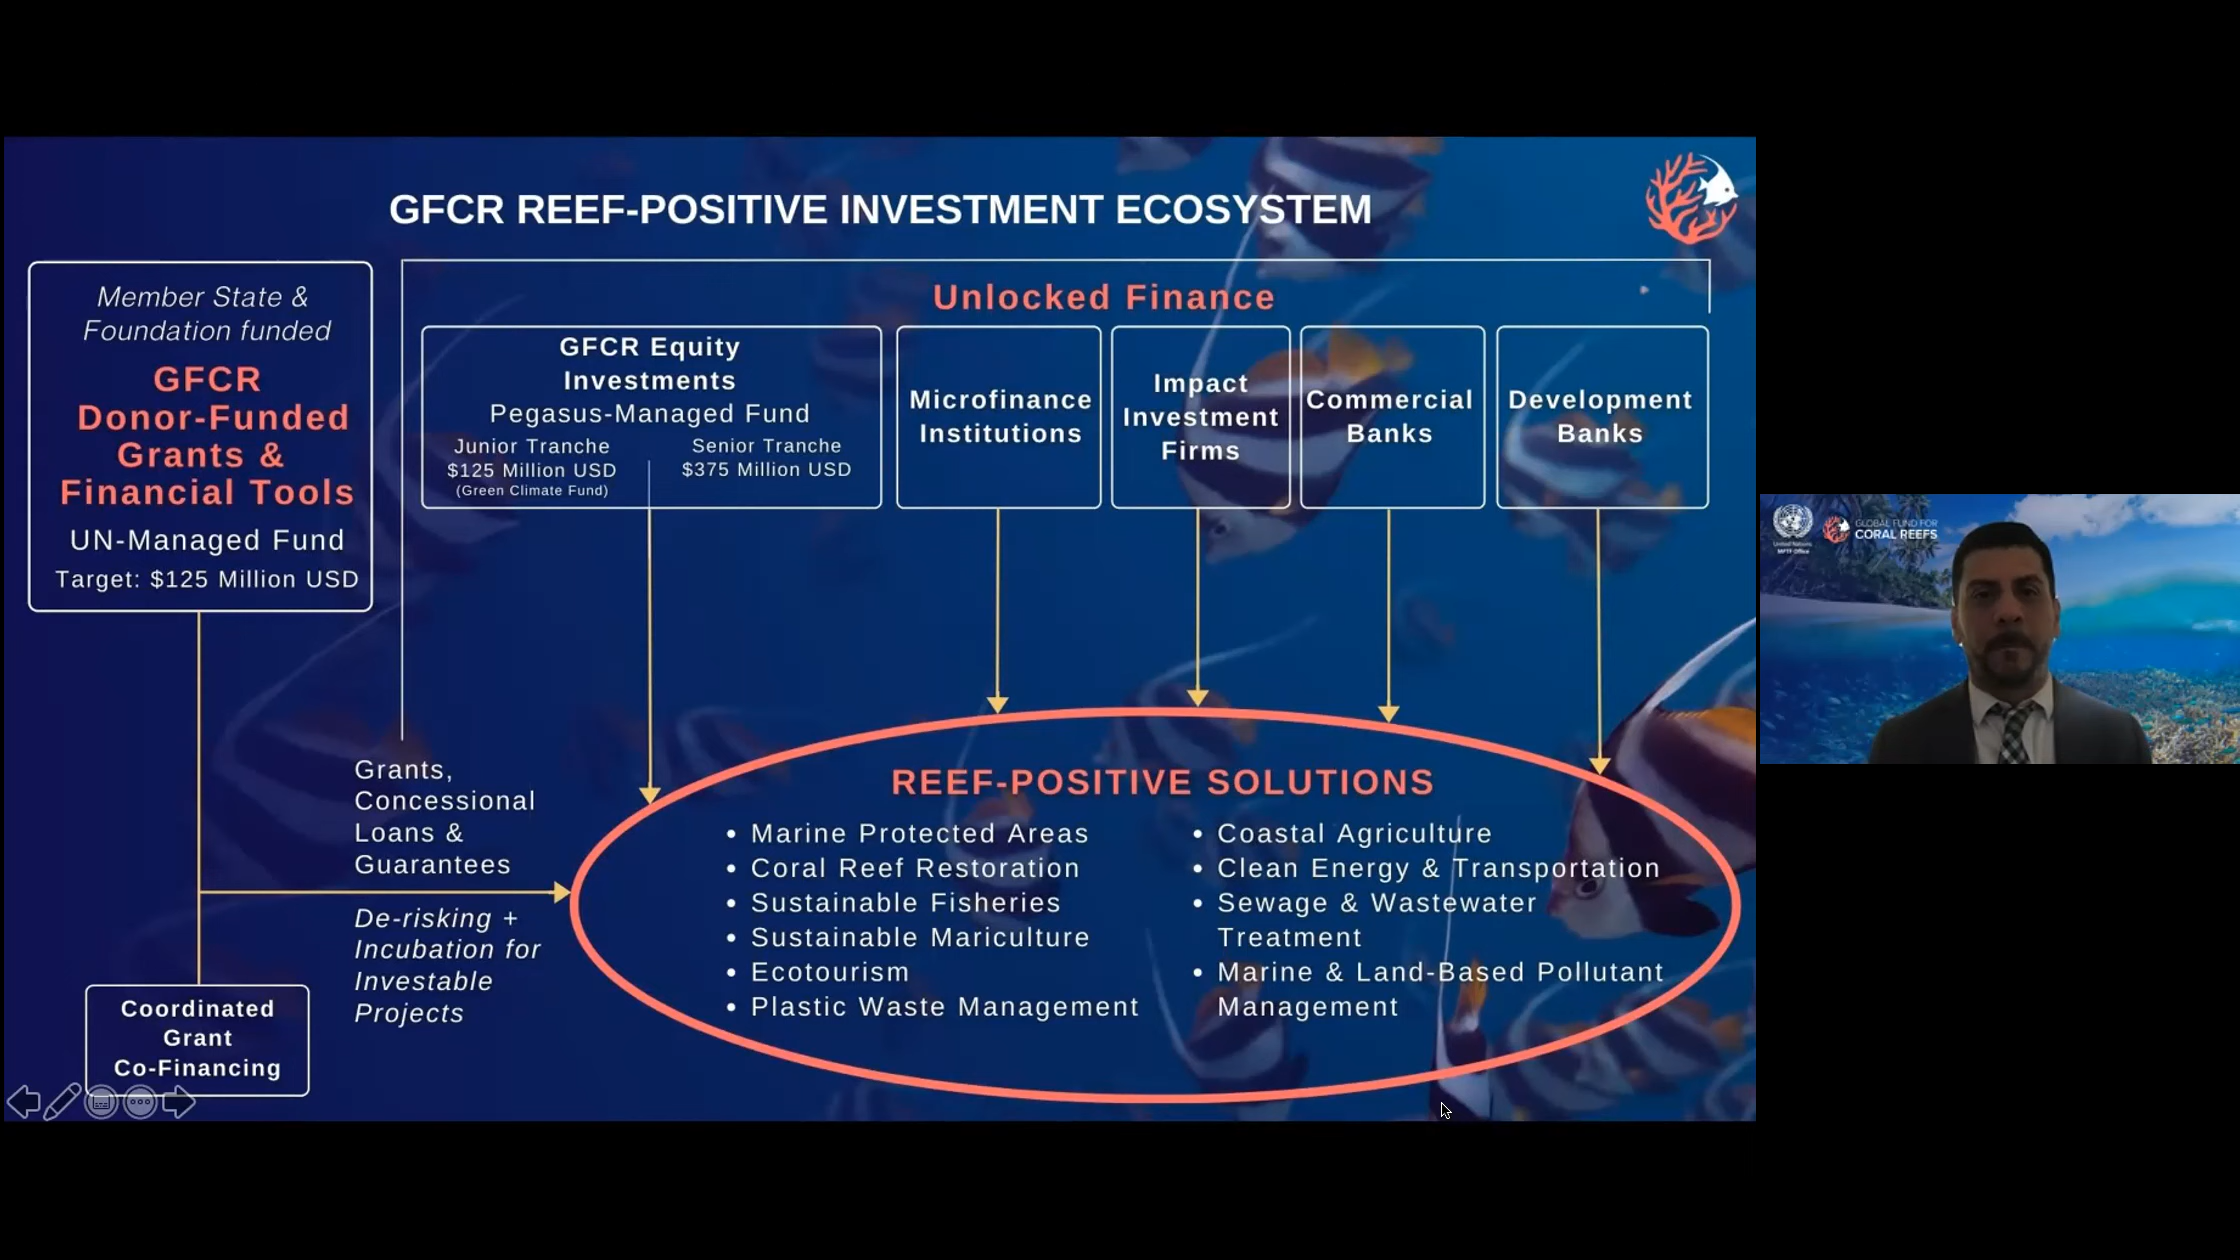 GFCR REEF-POSITIVE INVESTMENT ECOSYSTEM
Member State &
Foundation funded
GFCR
Donor-Funded
Grants &
Financial Tools
UN-Managed Fund
Target: $125 Million USD
Unlocked Finance
GFCR Equity
Investments
Pegasus-Managed Fund
Junior Tranche
$125 Million USD
(Green Climate Fund)
Senior Tranche
$375 Million USD
Microfinance
Institutions
Impact
Investment
Firms
Commercial
Banks
Development
Banks
Grants,
Concessional
Loans &
Guarantees
De-risking +
Incubation for
Investable
Projects
Coordinated
Grant
Co-Financing
REEF-POSITIVE SOLUTIONS
• Marine Protected Areas
• Coral Reef Restoration
• Sustainable Fisheries
• Sustainable Mariculture
• Ecotourism
• Plastic Waste Management
• Coastal Agriculture
• Clean Energy & Transportation
• Sewage & Wastewater
Treatment
• Marine & Land-Based Pollutant
Management
United Nations
MPTF Office
GLOBAL FUND FOR
CORAL REEFS